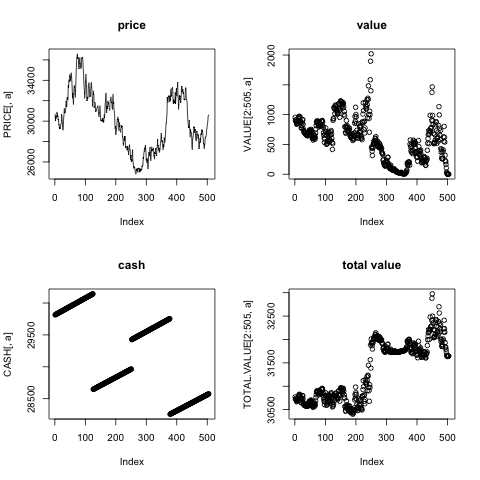 price
PRICE[, a]
26000 30000 34000
0 100 200 300 400 500
Index
value
VALUE[2:505, a]
0 500 1000 2000
0 100 200 300 400 500
Index
cash
CASH[, a]
28500 29500
0 100 200 300 400 500
Index
total value
TOTAL.VALUE[2:505, a]
30500 31500 32500
0 100 200 300 400 500
Index